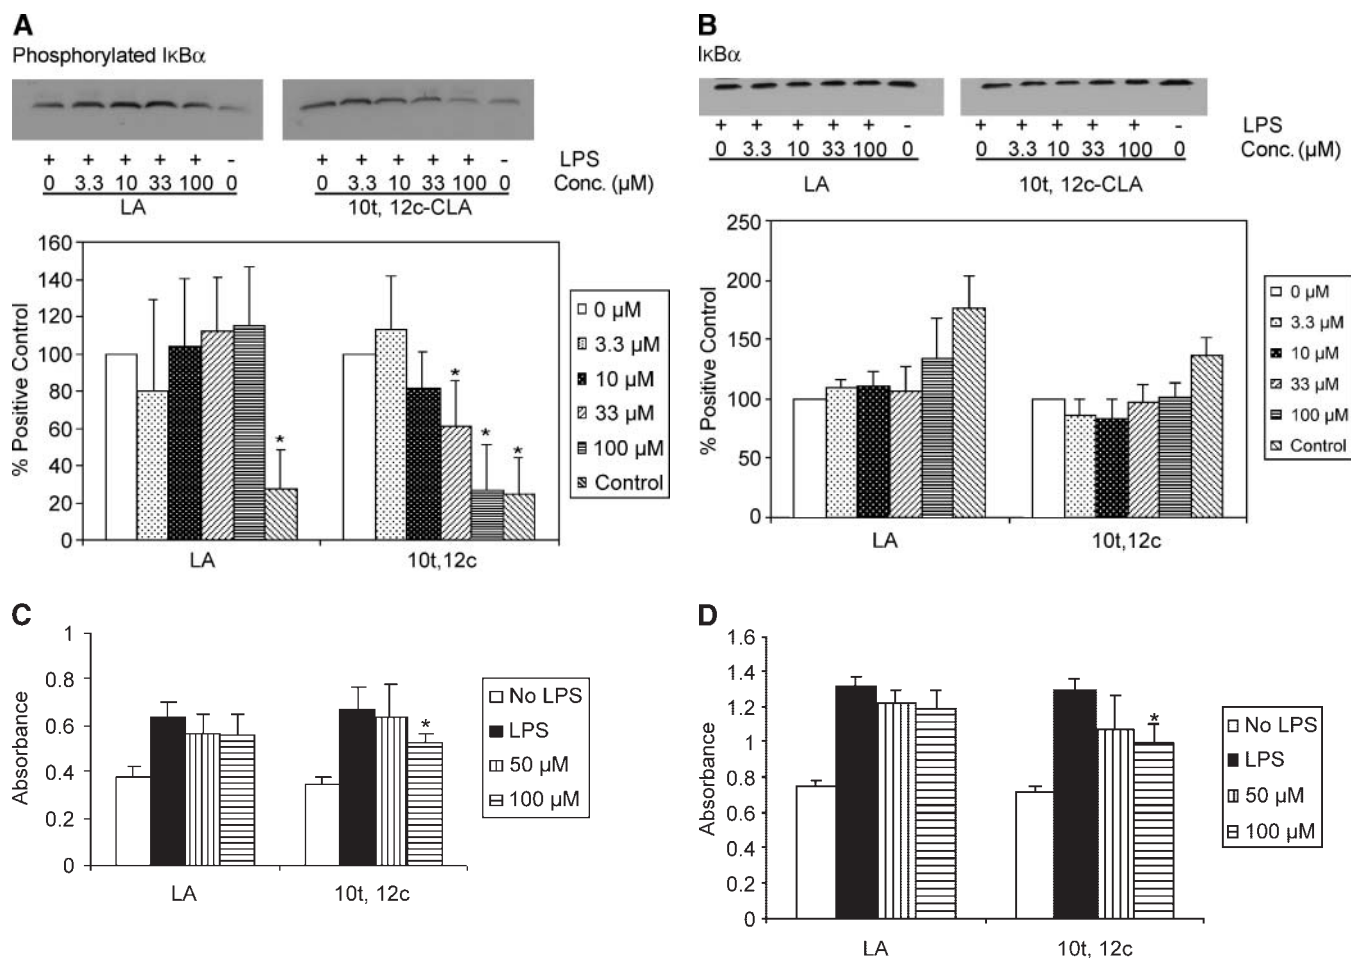 A
Phosphorylated IκBα
+ + + + + - + + + + + - LPS
0 3.3 10 33 100 0 0 3.3 10 33 100 0 Conc. (µM)
LA 10t, 12c-CLA
160
140
120
100
80
60
40
20
0
% Positive Control
* * * *
LA 10t,12c
0 µM
3.3 µM
10 µM
33 µM
100 µM
Control
B
IκBα
+ + + + + - + + + + + - LPS
0 3.3 10 33 100 0 0 3.3 10 33 100 0 Conc. (µM)
LA 10t, 12c-CLA
250
200
150
100
50
0
% Positive Control
LA 10t,12c
0 µM
3.3 µM
10 µM
33 µM
100 µM
Control
C
1
0.8
0.6
0.4
0.2
0
Absorbance
*
LA 10t, 12c
No LPS
LPS
50 µM
100 µM
D
1.6
1.4
1.2
1
0.8
0.6
0.4
0.2
0
Absorbance
*
LA 10t, 12c
No LPS
LPS
50 µM
100 µM